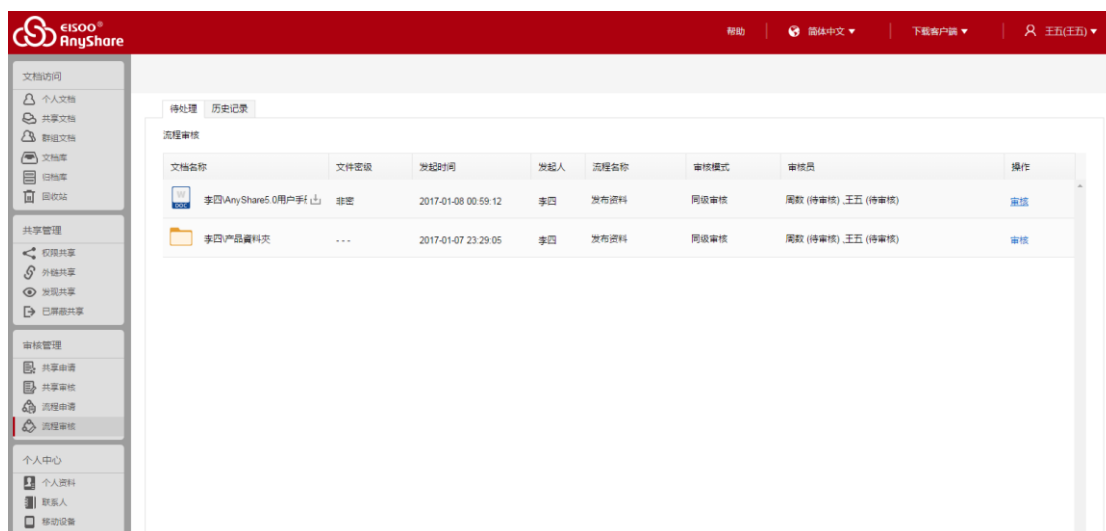 EISOO®
AnyShare
帮助 简体中文 下载客户端 王五(王五)
文档访问
个人文档
共享文档
群组文档
文档库
归档库
回收站
共享管理
权限共享
外链共享
发现共享
已屏蔽共享
审核管理
共享申请
共享审核
流程申请
流程审核
个人中心
个人资料
联系人
移动设备
待处理 历史记录
流程审核
文档名称 文件密级 发起时间 发起人 流程名称 审核模式 审核员 操作
W DOC 李四\AnyShare5.0用户手 非密 2017-01-08 00:59:12 李四 发布资料 同级审核 周数 (待审核) ,王五 (待审核) 审核
李四\产品資料夹 - - - 2017-01-07 23:29:05 李四 发布资料 同级审核 周数 (待审核) ,王五 (待审核) 审核